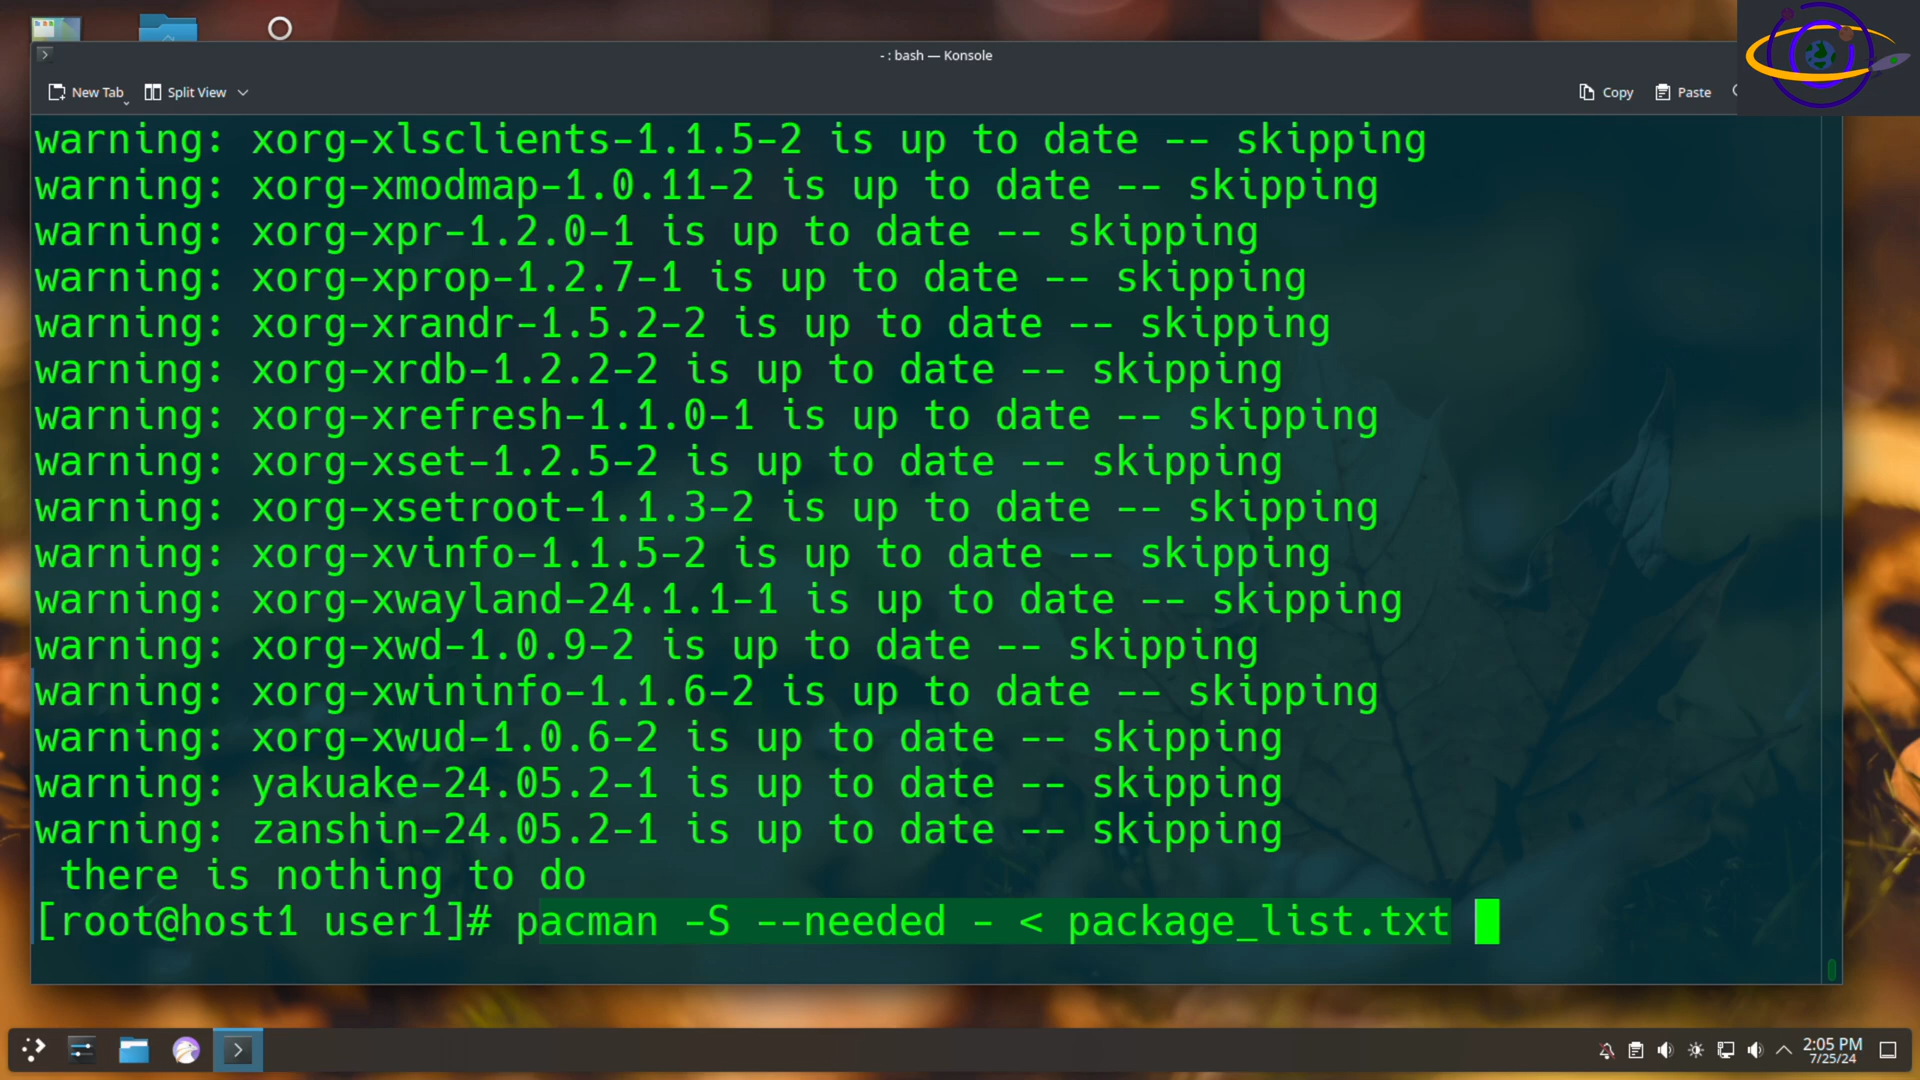 - : bash — Konsole
New Tab Split View Copy Paste
warning: xorg-xlsclients-1.1.5-2 is up to date -- skipping
warning: xorg-xmodmap-1.0.11-2 is up to date -- skipping
warning: xorg-xpr-1.2.0-1 is up to date -- skipping
warning: xorg-xprop-1.2.7-1 is up to date -- skipping
warning: xorg-xrandr-1.5.2-2 is up to date -- skipping
warning: xorg-xrdb-1.2.2-2 is up to date -- skipping
warning: xorg-xrefresh-1.1.0-1 is up to date -- skipping
warning: xorg-xset-1.2.5-2 is up to date -- skipping
warning: xorg-xsetroot-1.1.3-2 is up to date -- skipping
warning: xorg-xvinfo-1.1.5-2 is up to date -- skipping
warning: xorg-xwayland-24.1.1-1 is up to date -- skipping
warning: xorg-xwd-1.0.9-2 is up to date -- skipping
warning: xorg-xwininfo-1.1.6-2 is up to date -- skipping
warning: xorg-xwud-1.0.6-2 is up to date -- skipping
warning: yakuake-24.05.2-1 is up to date -- skipping
warning: zanshin-24.05.2-1 is up to date -- skipping
there is nothing to do
[root@host1 user1]# pacman -S --needed - < package_list.txt
2:05 PM
7/25/24